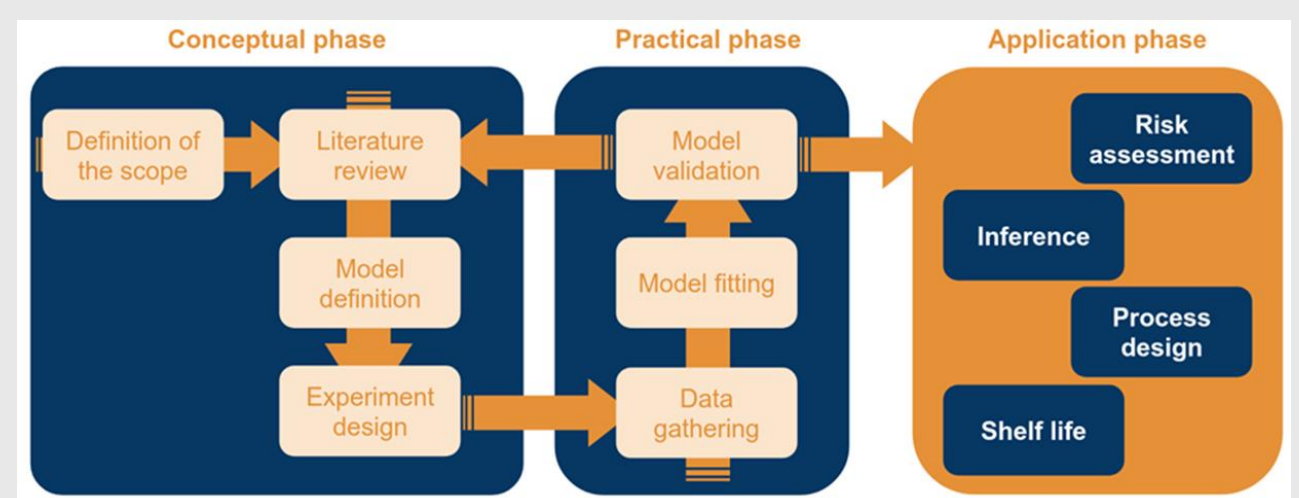 Conceptual phase
Practical phase
Application phase
Definition of
the scope
Literature
review
Model
definition
Experiment
design
Model
validation
Model fitting
Data
gathering
Risk
assessment
Inference
Process
design
Shelf life